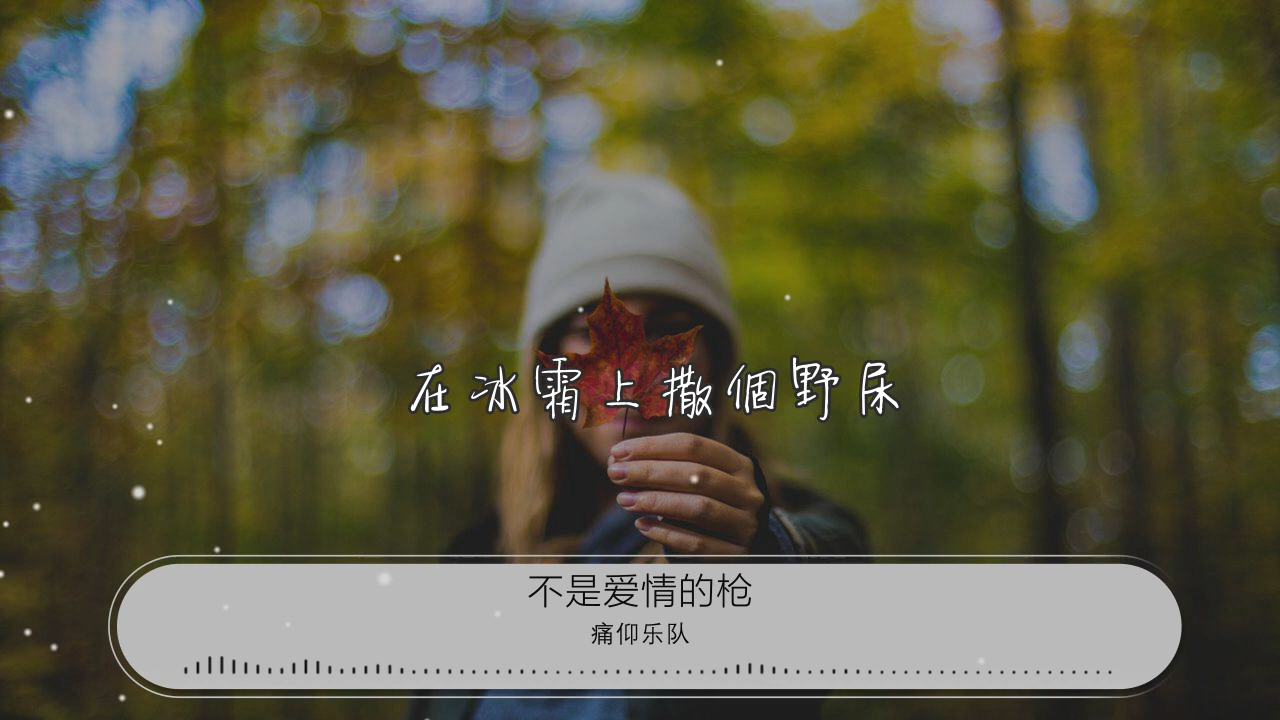 在冰霜上撒個野尿
不是爱情的枪
痛仰乐队